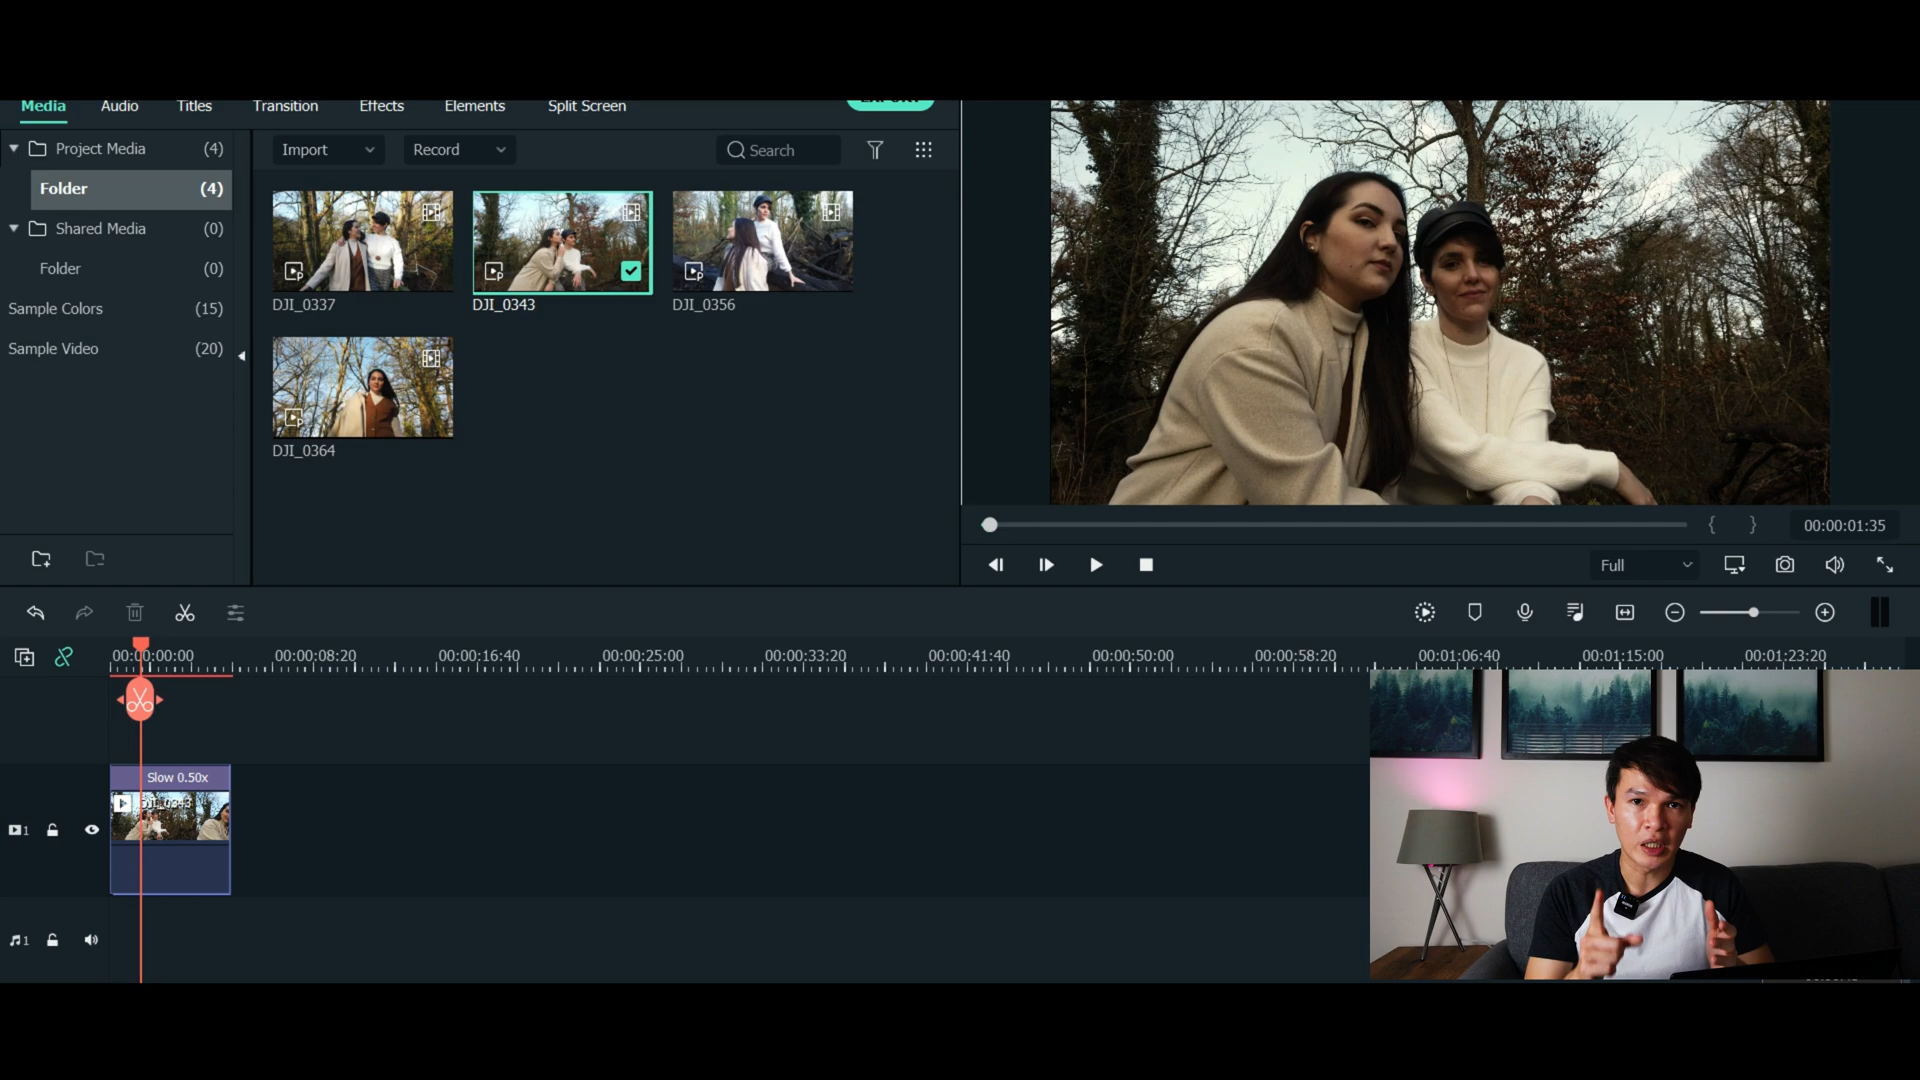 Media Audio Titles Transition Effects Elements Split Screen
Project Media (4)
Folder (4)
Shared Media (0)
Folder (0)
Sample Colors (15)
Sample Video (20)
Import Record Search
DJI_0337 DJI_0343 DJI_0356
DJI_0364
{ } 00:00:01:35
Full
00:00:00:00 00:00:08:20 00:00:16:40 00:00:25:00 00:00:33:20 00:00:41:40 00:00:50:00 00:00:58:20 00:01:06:40 00:01:15:00 00:01:23:20
Slow 0.50x
DJI_0343
1
1